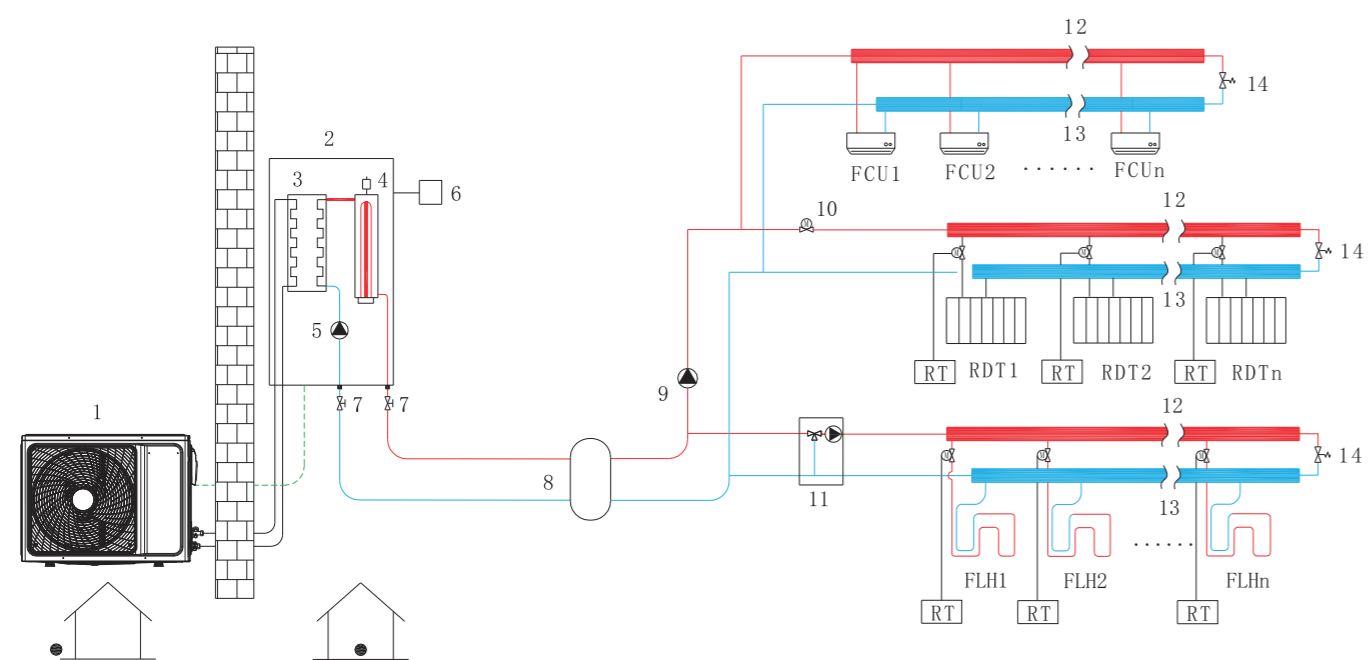 12
14
13
FCU1
FCU2
......
FCUn
2
3
4
6
5
7
7
1
8
9
10
12
14
M
M
M
M
13
RT
RDT1
RT
RDT2
RT
RDTn
11
12
14
M
M
M
13
FLH1
FLH2
......
FLHn
RT
RT
RT